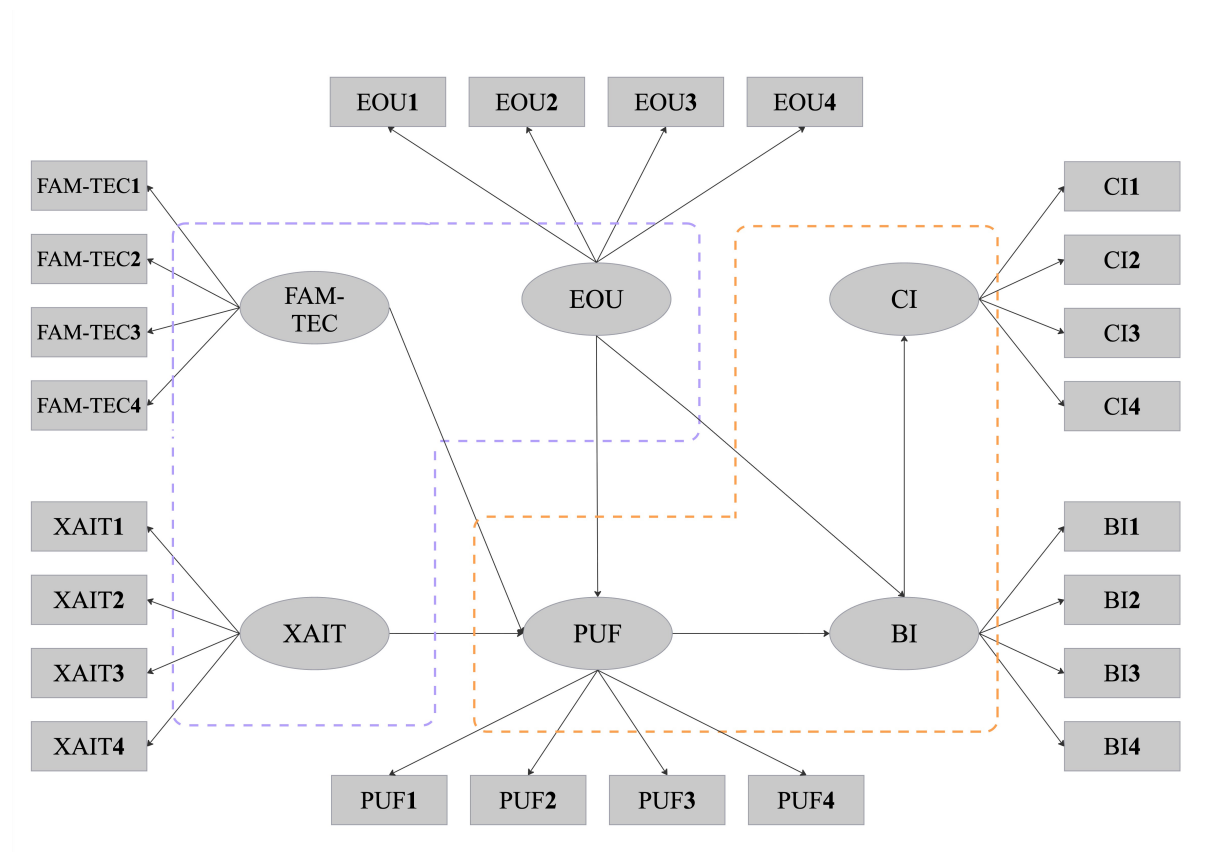 EOU1
EOU2
EOU3
EOU4
FAM-TEC1
FAM-TEC2
FAM-TEC3
FAM-TEC4
FAM-
TEC
EOU
CI
CI1
CI2
CI3
CI4
XAIT1
XAIT2
XAIT3
XAIT4
XAIT
PUF
BI
BI1
BI2
BI3
BI4
PUF1
PUF2
PUF3
PUF4